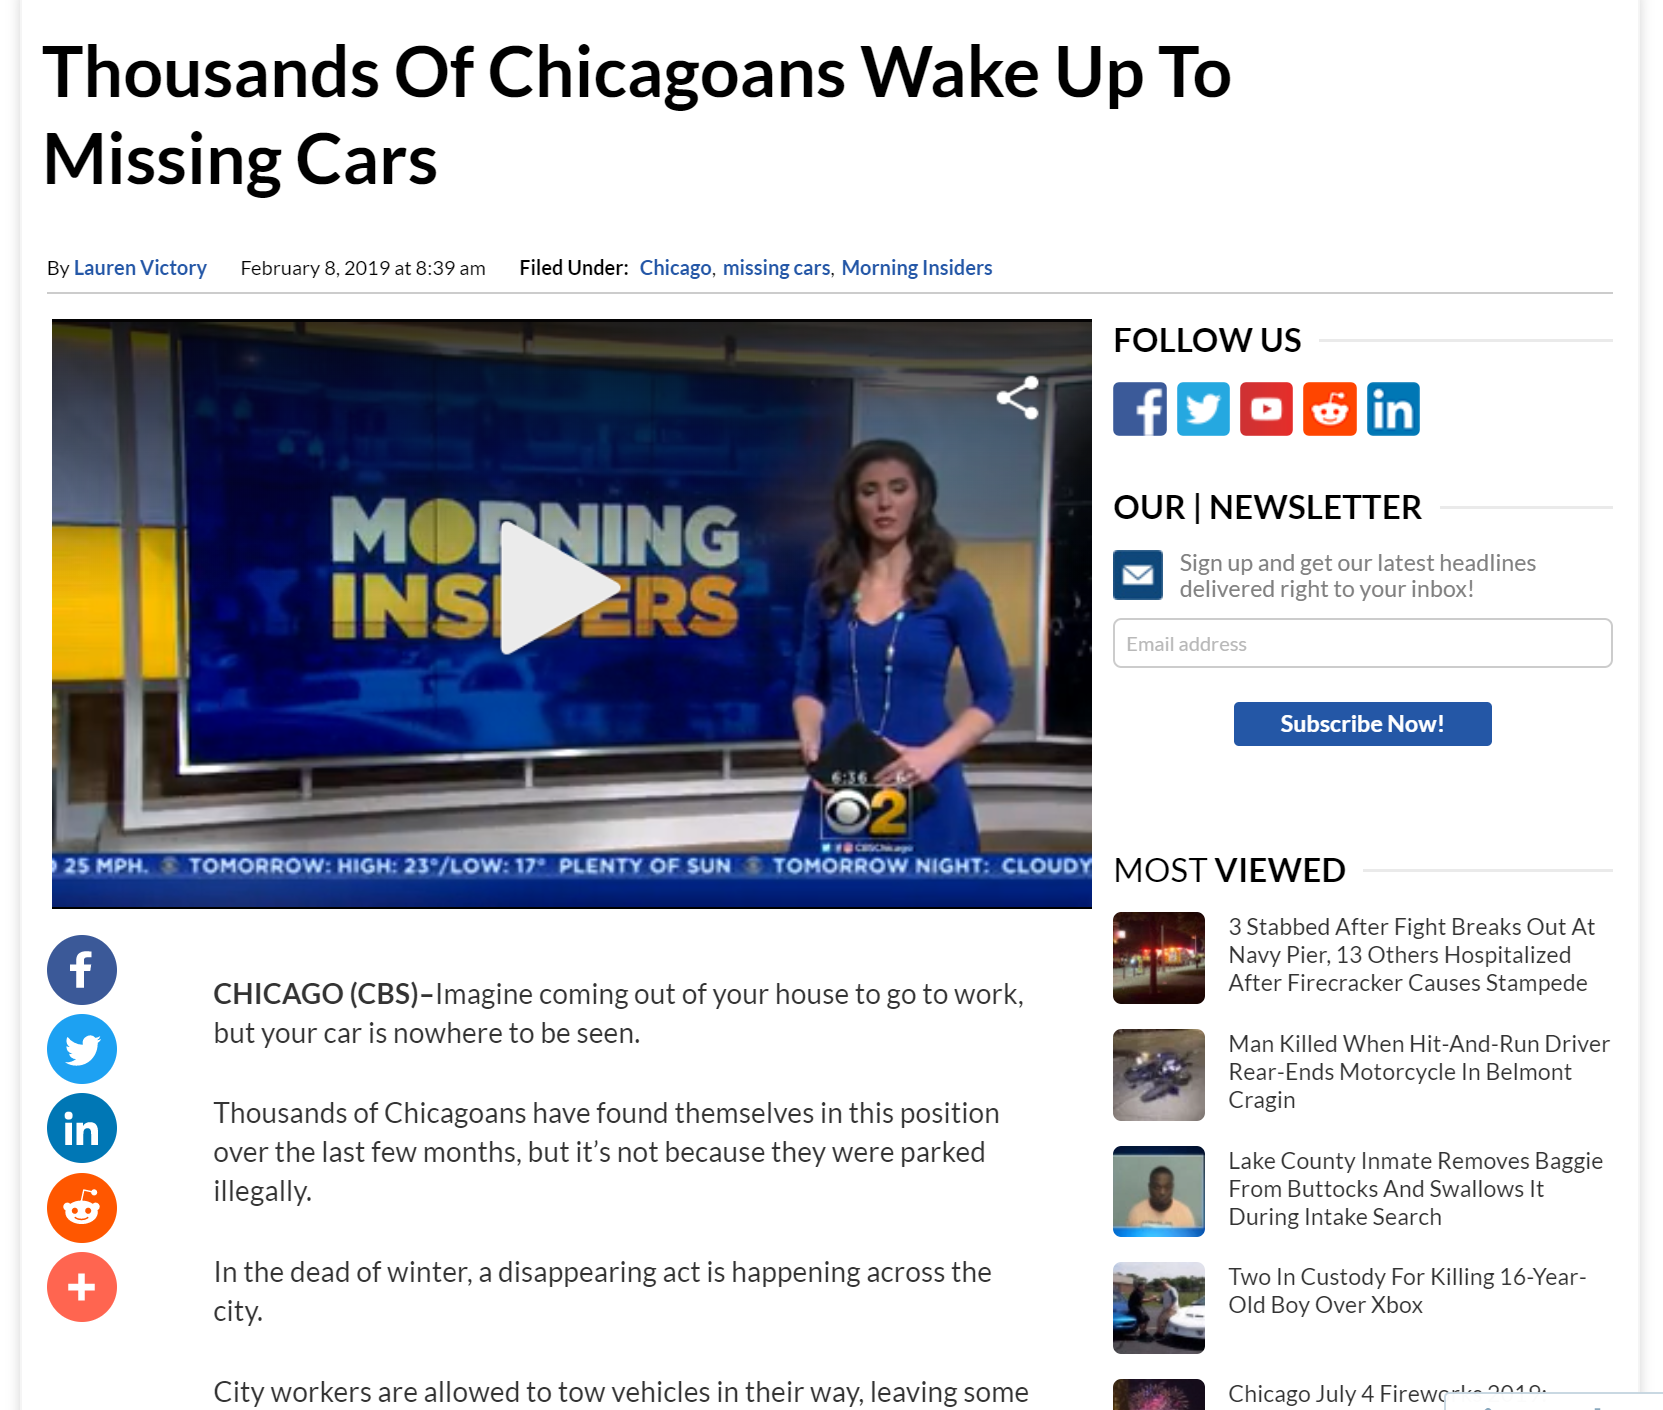 Thousands Of Chicagoans Wake Up To
Missing Cars
By Lauren Victory February 8, 2019 at 8:39 am Filed Under: Chicago, missing cars, Morning Insiders
MORNING
INSIDERS
6:36
2
CBSChicago
25 MPH. TOMORROW: HIGH: 23°/LOW: 17° PLENTY OF SUN TOMORROW NIGHT: CLOUDY
FOLLOW US
OUR | NEWSLETTER
Sign up and get our latest headlines
delivered right to your inbox!
Email address
Subscribe Now!
MOST VIEWED
3 Stabbed After Fight Breaks Out At
Navy Pier, 13 Others Hospitalized
After Firecracker Causes Stampede
Man Killed When Hit-And-Run Driver
Rear-Ends Motorcycle In Belmont
Cragin
Lake County Inmate Removes Baggie
From Buttocks And Swallows It
During Intake Search
Two In Custody For Killing 16-Year-
Old Boy Over Xbox
Chicago July 4 Fireworks 2019:
CHICAGO (CBS)–Imagine coming out of your house to go to work,
but your car is nowhere to be seen.
Thousands of Chicagoans have found themselves in this position
over the last few months, but it’s not because they were parked
illegally.
In the dead of winter, a disappearing act is happening across the
city.
City workers are allowed to tow vehicles in their way, leaving some